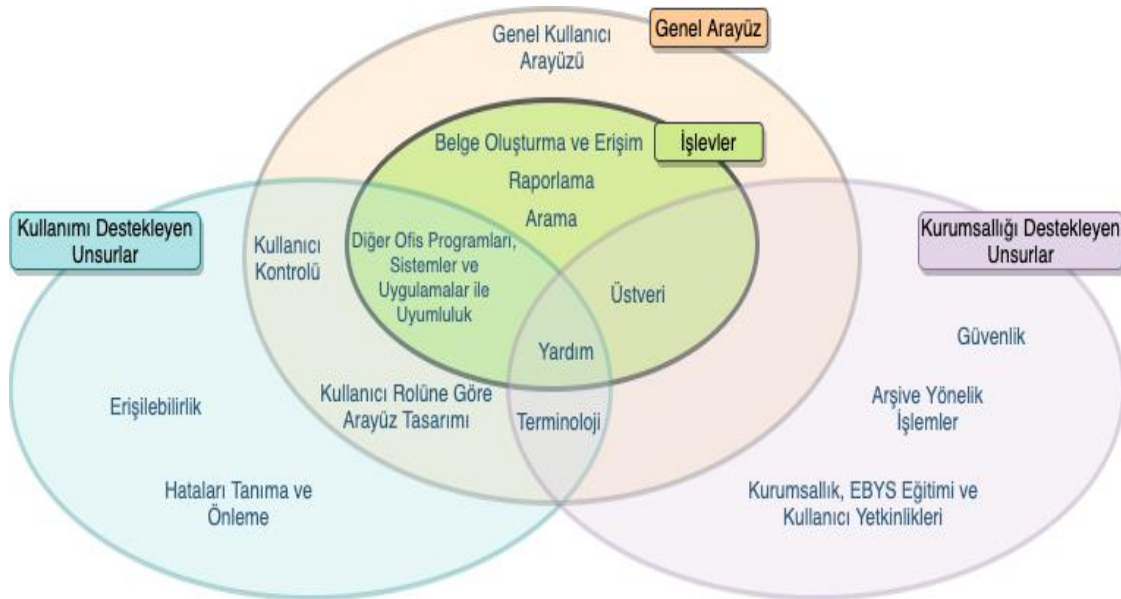 Genel Kullanıcı
Arayüzü
Genel Arayüz
Belge Oluşturma ve Erişim
İşlevler
Raporlama
Arama
Kullanımı Destekleyen
Unsurlar
Kullanıcı
Kontrolü
Diğer Ofis Programları,
Sistemler ve
Uygulamalar ile
Uyumluluk
Üstveri
Kurumsallığı Destekleyen
Unsurlar
Yardım
Güvenlik
Erişilebilirlik
Kullanıcı Rolüne Göre
Arayüz Tasarımı
Terminoloji
Arşive Yönelik
İşlemler
Hataları Tanıma ve
Önleme
Kurumsallık, EBYS Eğitimi ve
Kullanıcı Yetkinlikleri